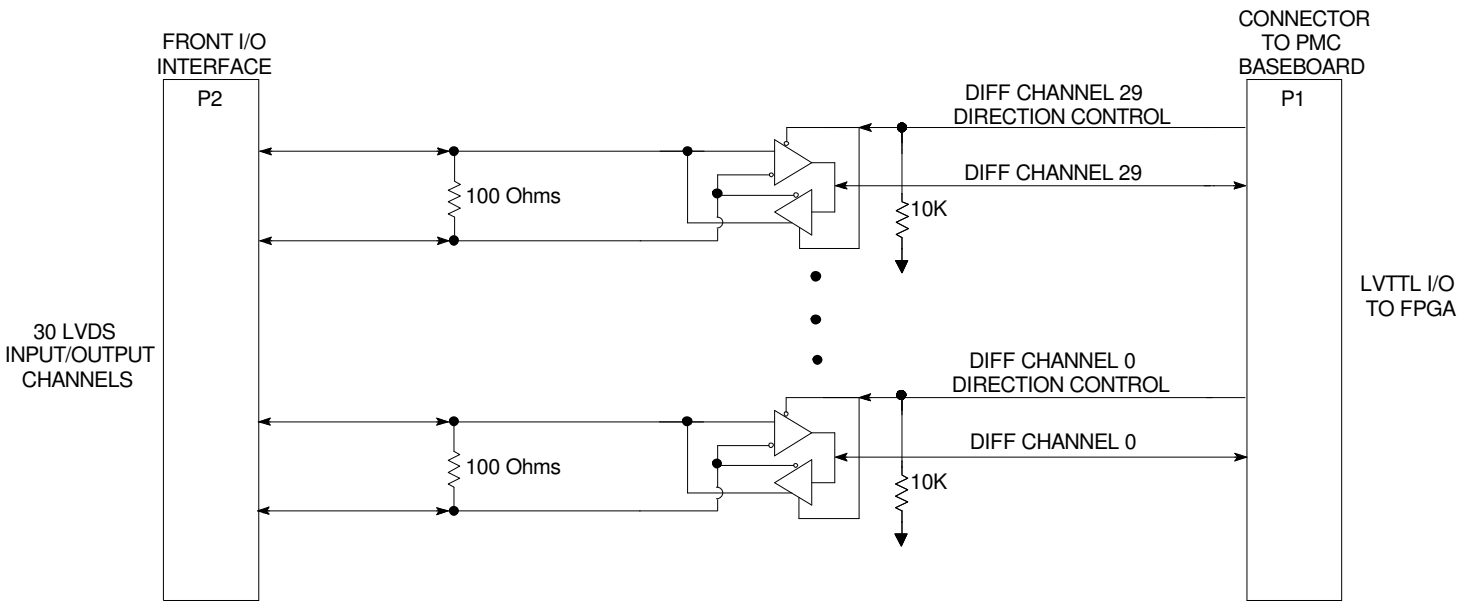 FRONT I/O
INTERFACE
P2
CONNECTOR
TO PMC
BASEBOARD
P1
DIFF CHANNEL 29
DIRECTION CONTROL
DIFF CHANNEL 29
100 Ohms
10K
LVTTL I/O
TO FPGA
30 LVDS
INPUT/OUTPUT
CHANNELS
DIFF CHANNEL 0
DIRECTION CONTROL
DIFF CHANNEL 0
100 Ohms
10K